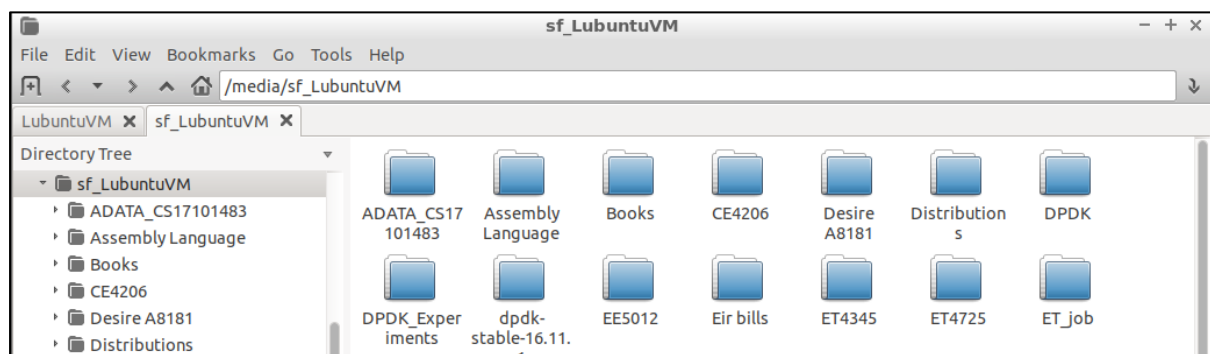 sf_LubuntuVM
File Edit View Bookmarks Go Tools Help
/media/sf_LubuntuVM
LubuntuVM sf_LubuntuVM
Directory Tree
sf_LubuntuVM
ADATA_CS17101483
Assembly Language
Books
CE4206
Desire A8181
Distributions
ADATA_CS17 Assembly Books CE4206 Desire Distribution DPDK
101483 Language A8181 s
DPDK_Exper dpdk- EE5012 Eir bills ET4345 ET4725 ET_job
iments stable-16.11.